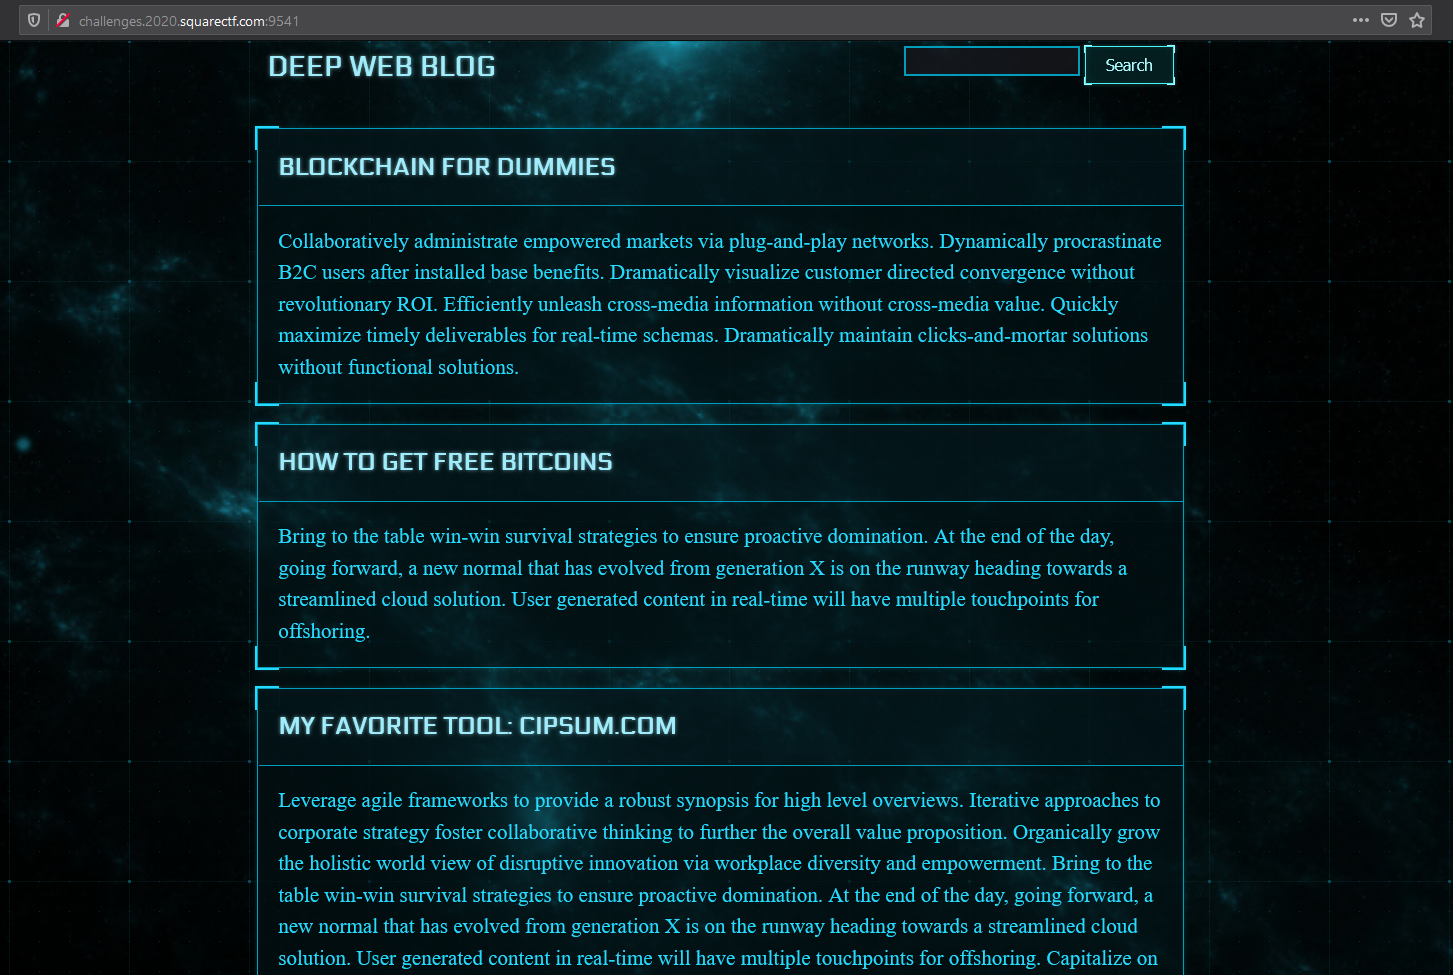 challenges.2020.squarectf.com:9541
DEEP WEB BLOG
Search
BLOCKCHAIN FOR DUMMIES
Collaboratively administrate empowered markets via plug-and-play networks. Dynamically procrastinate
B2C users after installed base benefits. Dramatically visualize customer directed convergence without
revolutionary ROI. Efficiently unleash cross-media information without cross-media value. Quickly
maximize timely deliverables for real-time schemas. Dramatically maintain clicks-and-mortar solutions
without functional solutions.
HOW TO GET FREE BITCOINS
Bring to the table win-win survival strategies to ensure proactive domination. At the end of the day,
going forward, a new normal that has evolved from generation X is on the runway heading towards a
streamlined cloud solution. User generated content in real-time will have multiple touchpoints for
offshoring.
MY FAVORITE TOOL: CIPSUM.COM
Leverage agile frameworks to provide a robust synopsis for high level overviews. Iterative approaches to
corporate strategy foster collaborative thinking to further the overall value proposition. Organically grow
the holistic world view of disruptive innovation via workplace diversity and empowerment. Bring to the
table win-win survival strategies to ensure proactive domination. At the end of the day, going forward, a
new normal that has evolved from generation X is on the runway heading towards a streamlined cloud
solution. User generated content in real-time will have multiple touchpoints for offshoring. Capitalize on